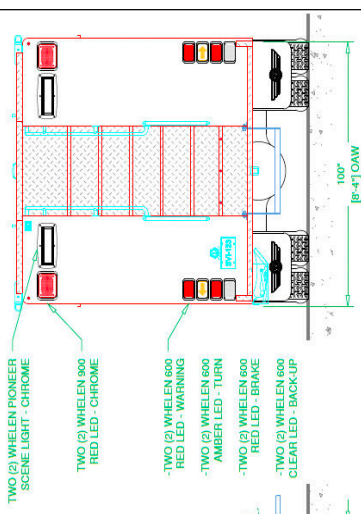 TWO (2) WHELEN PIONEER
SCENE LIGHT - CHROME
TWO (2) WHELEN 900
RED LED - CHROME
-TWO (2) WHELEN 600
RED LED - WARNING
-TWO (2) WHELEN 600
AMBER LED - TURN
-TWO (2) WHELEN 600
RED LED - BRAKE
-TWO (2) WHELEN 600
CLEAR LED - BACK-UP
SVI-123
100"
[8'-4"] OAW